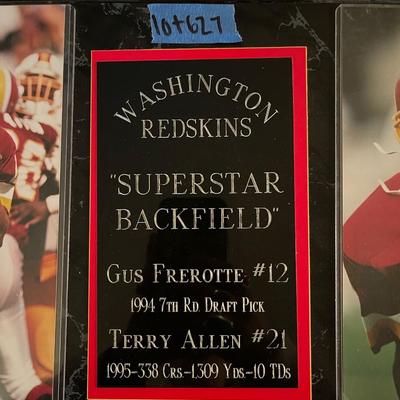 lot 627
WASHINGTON
REDSKINS
"SUPERSTAR
BACKFIELD"
GUS FREROTTE #12
1994 7TH RD. DRAFT PICK
TERRY ALLEN #21
1995-338 CRS.-1,309 YDS.-10 TDS